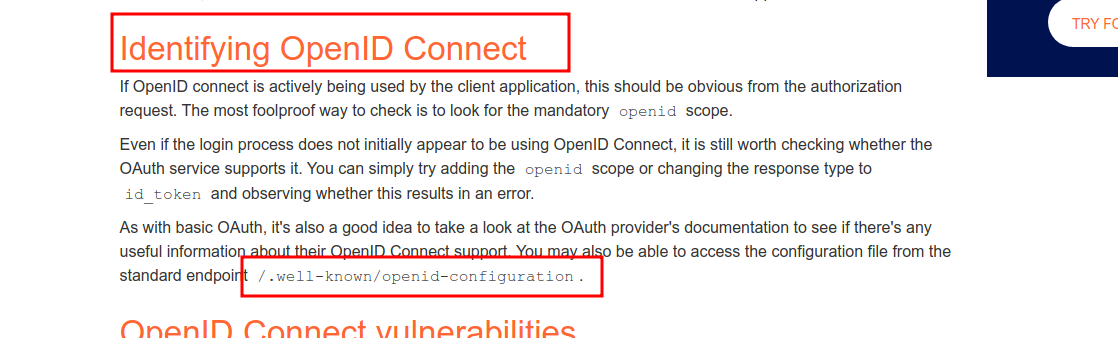 TRY FO
Identifying OpenID Connect
If OpenID connect is actively being used by the client application, this should be obvious from the authorization
request. The most foolproof way to check is to look for the mandatory openid scope.
Even if the login process does not initially appear to be using OpenID Connect, it is still worth checking whether the
OAuth service supports it. You can simply try adding the openid scope or changing the response type to
id_token and observing whether this results in an error.
As with basic OAuth, it's also a good idea to take a look at the OAuth provider's documentation to see if there's any
useful information about their OpenID Connect support. You may also be able to access the configuration file from the
standard endpoint /.well-known/openid-configuration.
OpenID Connect vulnerabilities